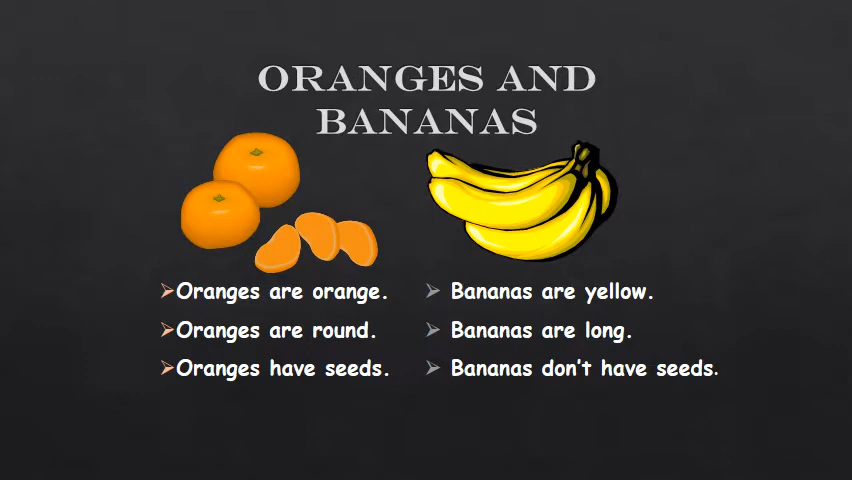 ORANGES AND
BANANAS
Oranges are orange.
Oranges are round.
Oranges have seeds.
Bananas are yellow.
Bananas are long.
Bananas don't have seeds.